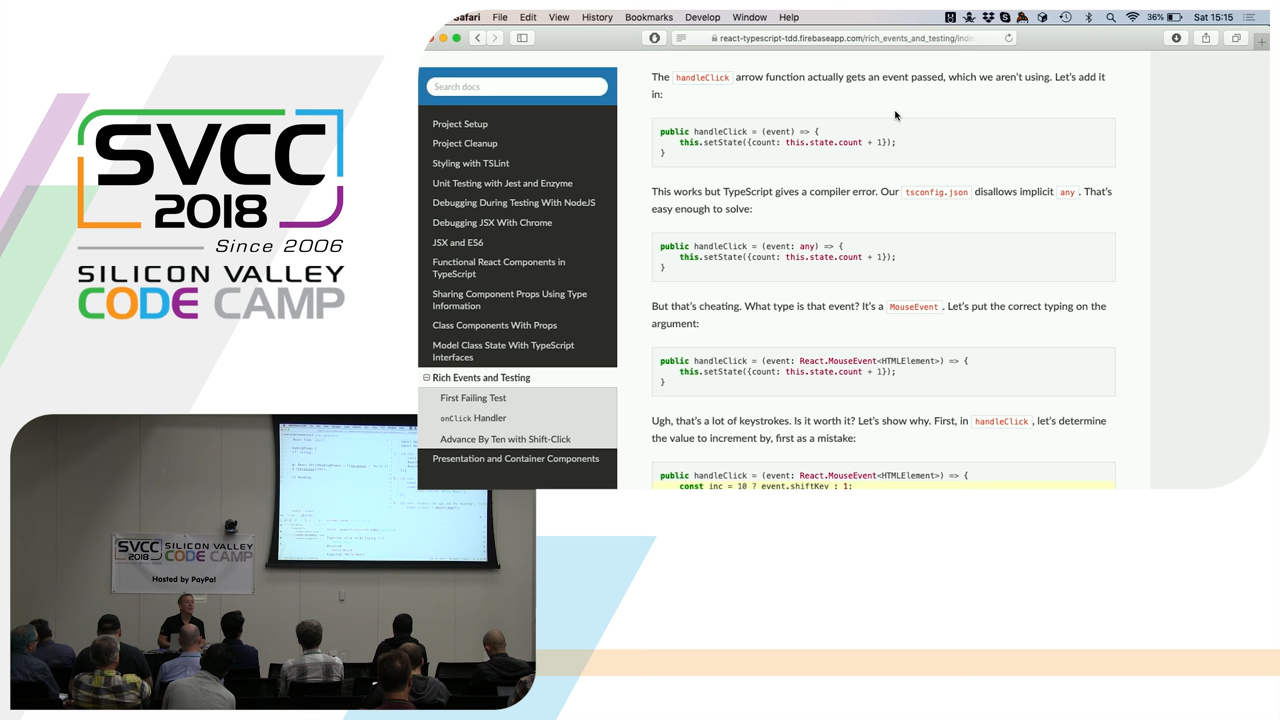 SVCC
2018
Since 2006
SILICON VALLEY
CODE CAMP
Safari File Edit View History Bookmarks Develop Window Help
36% Sat 15:15
react-typescript-tdd.firebaseapp.com/rich_events_and_testing/inde
Search docs
Project Setup
Project Cleanup
Styling with TSLint
Unit Testing with Jest and Enzyme
Debugging During Testing With NodeJS
Debugging JSX With Chrome
JSX and ES6
Functional React Components in
TypeScript
Sharing Component Props Using Type
Information
Class Components With Props
Model Class State With TypeScript
Interfaces
Rich Events and Testing
First Failing Test
onClick Handler
Advance By Ten with Shift-Click
Presentation and Container Components
The handleClick arrow function actually gets an event passed, which we aren't using. Let's add it
in:
public handleClick = (event) => {
this.setState({count: this.state.count + 1});
}
This works but TypeScript gives a compiler error. Our tsconfig.json disallows implicit any . That's
easy enough to solve:
public handleClick = (event: any) => {
this.setState({count: this.state.count + 1});
}
But that's cheating. What type is that event? It's a MouseEvent . Let's put the correct typing on the
argument:
public handleClick = (event: React.MouseEvent<HTMLElement>) => {
this.setState({count: this.state.count + 1});
}
Ugh, that's a lot of keystrokes. Is it worth it? Let's show why. First, in handleClick , let's determine
the value to increment by, first as a mistake:
public handleClick = (event: React.MouseEvent<HTMLElement>) => {
const inc = 10 ? event.shiftKey : 1;
SVCC
2018
SILICON VALLEY
CODE CAMP
Hosted by PayPal